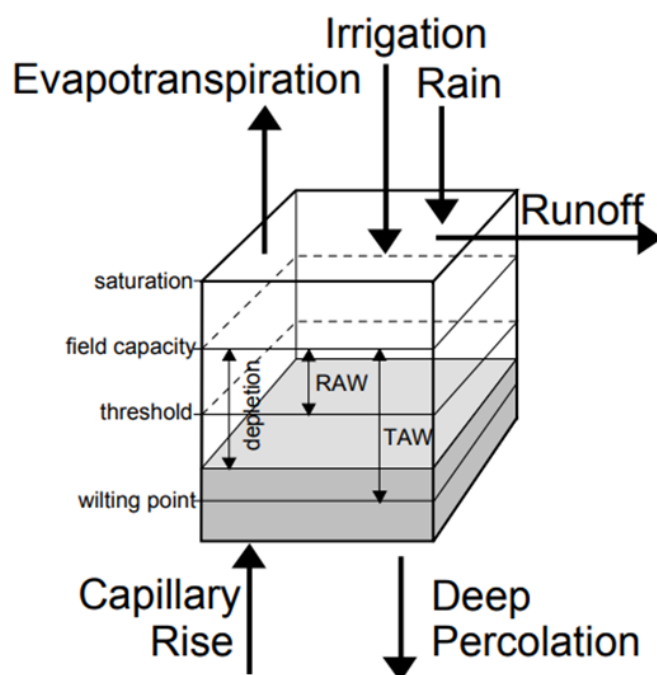 Irrigation
Evapotranspiration
Rain
Runoff
saturation
field capacity
RAW
depletion
threshold
TAW
wilting point
Capillary
Rise
Deep
Percolation